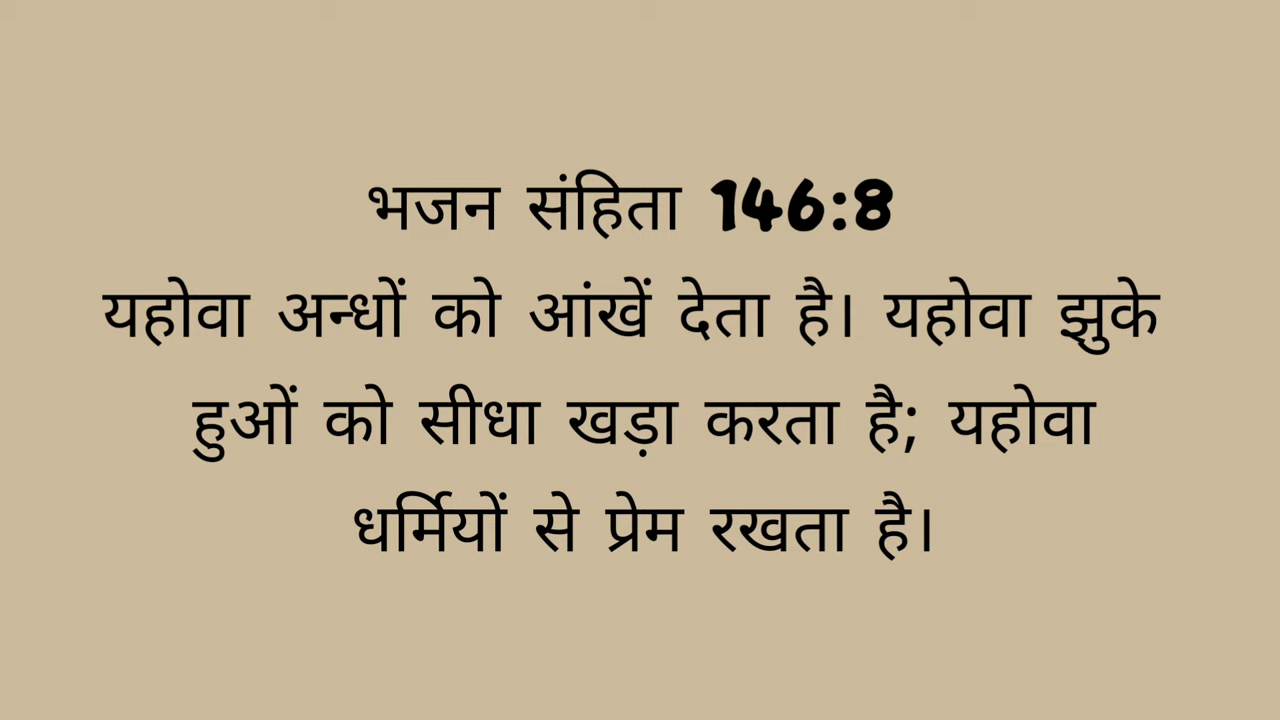 भजन संहिता 146:8
यहोवा अन्धों को आंखें देता है। यहोवा झुके
हुओं को सीधा खड़ा करता है; यहोवा
धर्मियों से प्रेम रखता है।